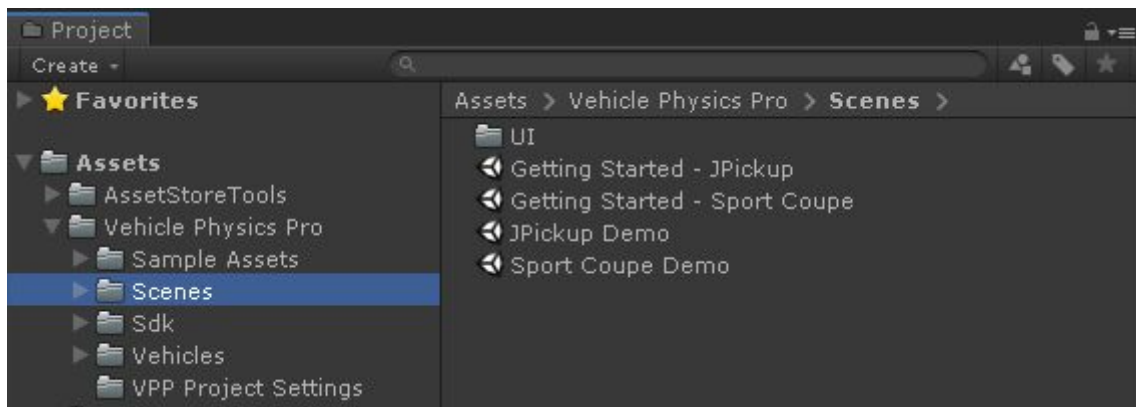 Project
Create
Favorites
Assets
AssetStoreTools
Vehicle Physics Pro
Sample Assets
Scenes
Sdk
Vehicles
VPP Project Settings
Assets > Vehicle Physics Pro > Scenes >
UI
Getting Started - JPickup
Getting Started - Sport Coupe
JPickup Demo
Sport Coupe Demo